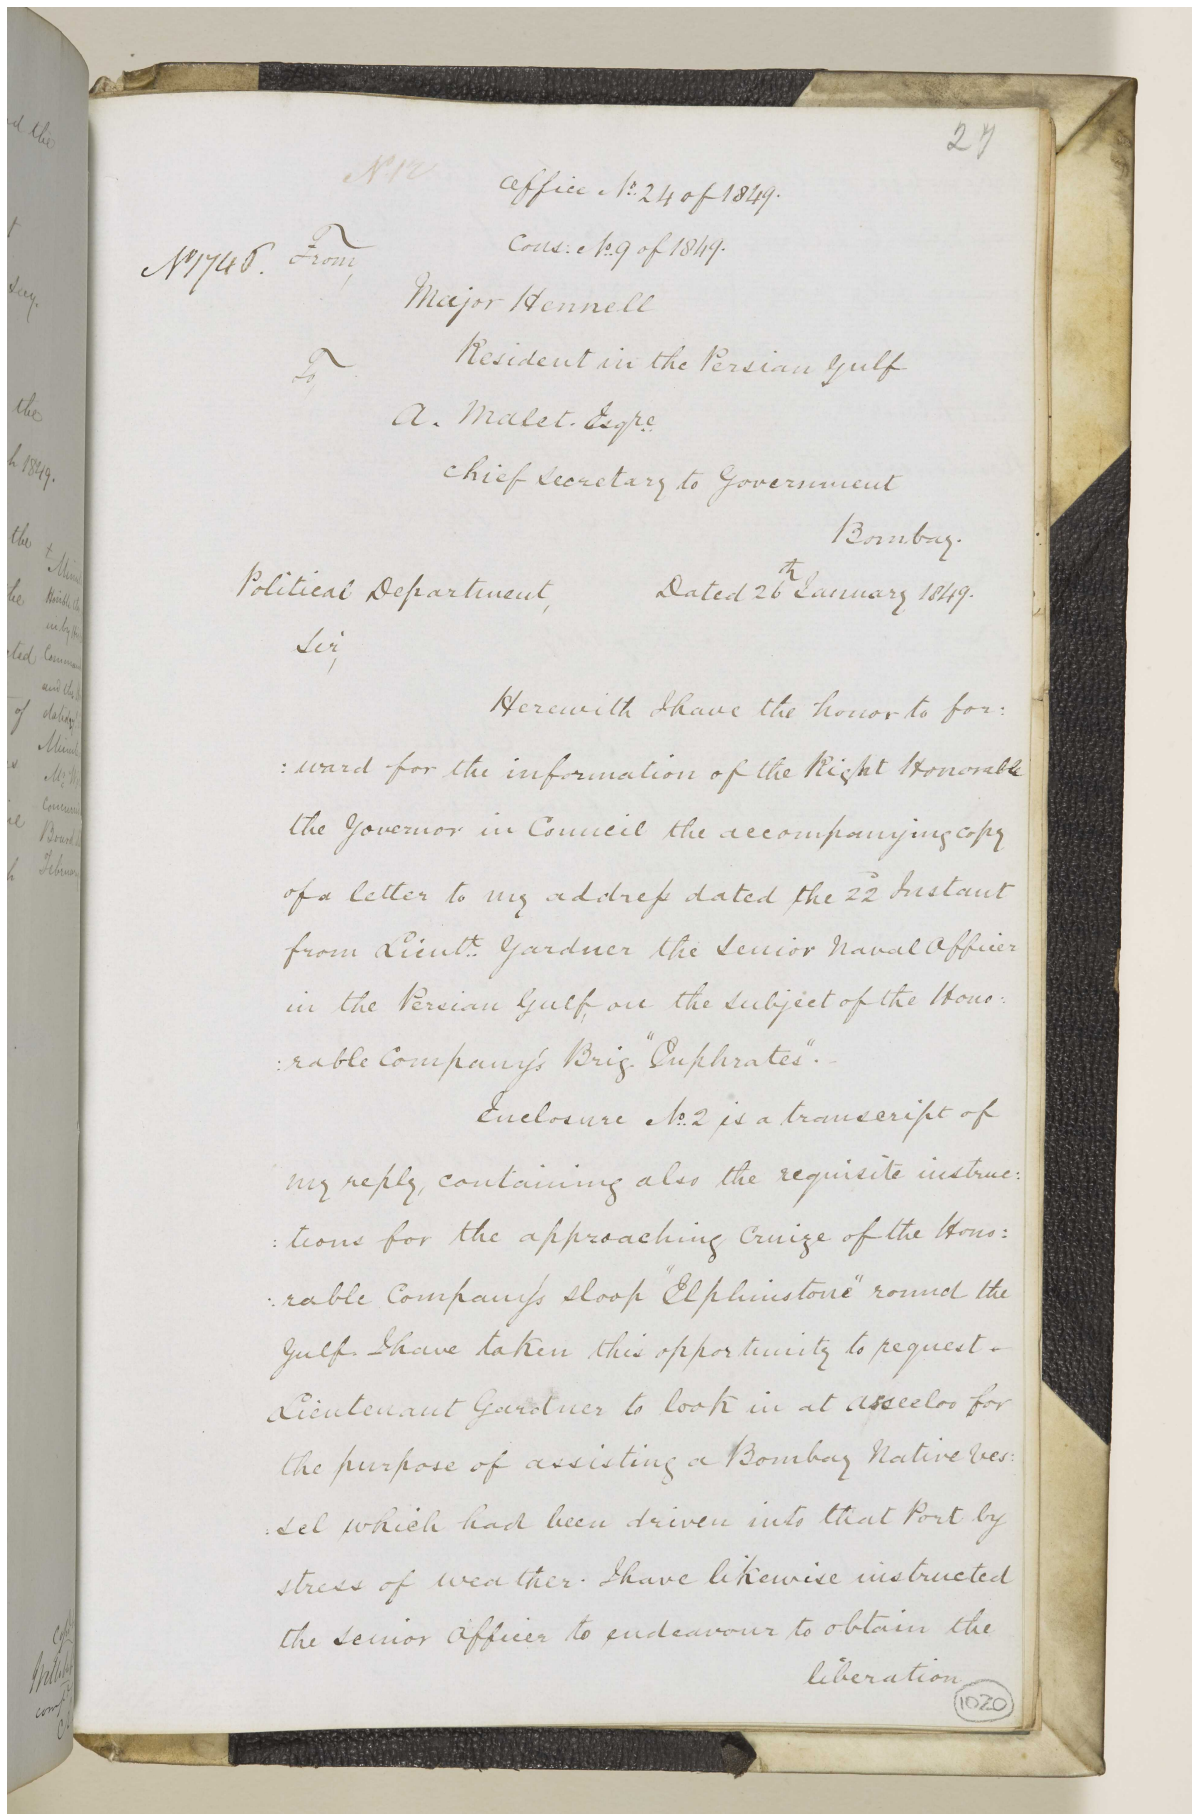 27
No 12
Office No. 24 of 1849.
Cons: No. 9 of 1849.
No 1746. From,
Major Hennell
Resident in the Persian Gulf
To,
A. Malet. Esqre.
Chief Secretary to Government
Bombay.
Political Department, Dated 26th January 1849.
Sir,
Herewith I have the honor to for:
:ward for the information of the Right Honorable
the Governor in Council the accompanying copy
of a letter to my address dated the 22d Instant
from Lieutt. Gardner the Senior Naval Officer
in the Persian Gulf, on the subject of the Hono:
:rable Company's Brig "Euphrates".
Enclosure No. 2 is a transcript of
my reply, containing also the requisite instruc:
:tions for the approaching Cruize of the Hono:
:rable Company's Sloop "Elphinstone" round the
Gulf. I have taken this opportunity to request
Lieutenant Gardner to look in at Asseeloo for
the purpose of assisting a Bombay Native Ves:
:sel which had been driven into that Port by
stress of weather. I have likewise instructed
the Senior Officer to endeavour to obtain the
liberation
1020